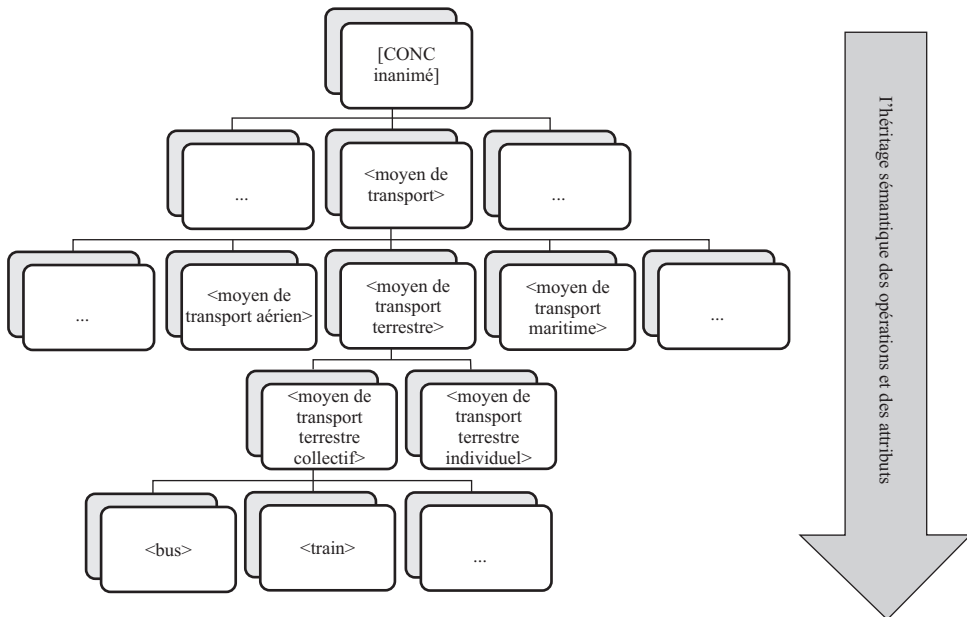 [CONC
inanimé]
...
<moyen de
transport>
...
...
<moyen de
transport aérien>
<moyen de
transport
terrestre>
<moyen de
transport
maritime>
...
<moyen de
transport
terrestre
collectif>
<moyen de
transport
terrestre
individuel>
<bus>
<train>
...
l'héritage sémantique des opérations et des attributs